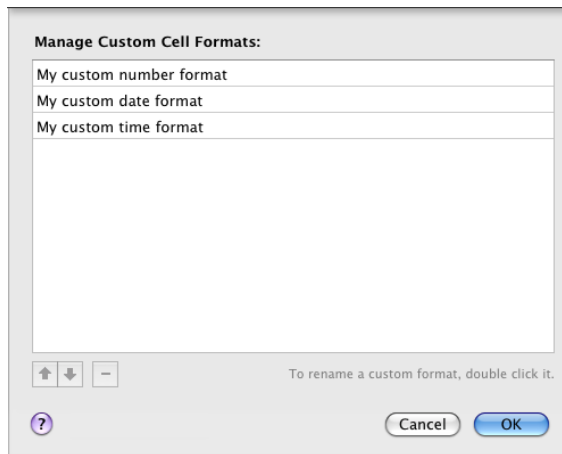 Manage Custom Cell Formats:
My custom number format
My custom date format
My custom time format
To rename a custom format, double click it.
?
Cancel
OK